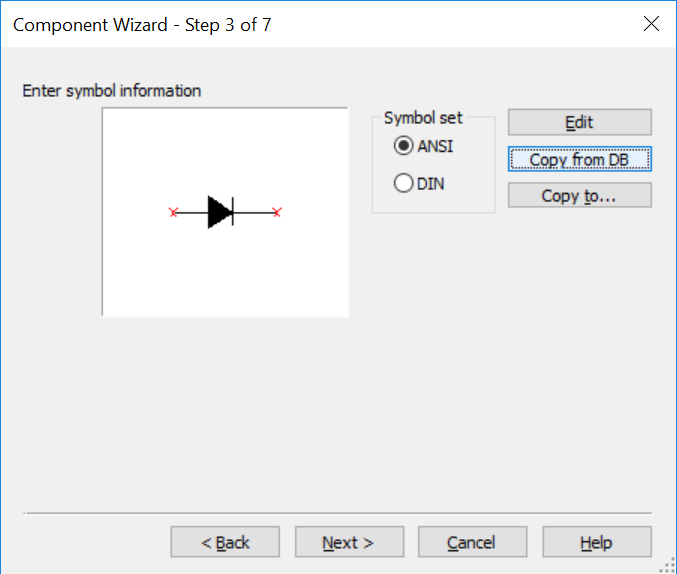 Component Wizard - Step 3 of 7
Enter symbol information
Symbol set
ANSI
DIN
Edit
Copy from DB
Copy to...
< Back
Next >
Cancel
Help